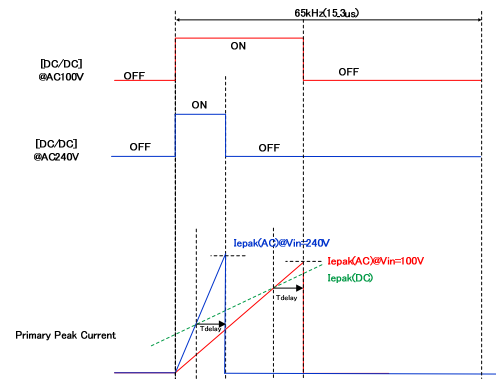 65kHz(15.3us)
ON
[DC/DC]
@AC100V
OFF
OFF
ON
[DC/DC]
@AC240V
OFF
OFF
Iepak(AC)@Vin=240V
Iepak(AC)@Vin=100V
Iepak(DC)
Tdelay
Tdelay
Primary Peak Current